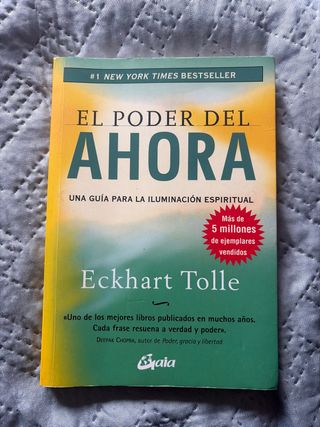 #1 NEW YORK TIMES BESTSELLER
EL PODER DEL
AHORA
UNA GUÍA PARA LA ILUMINACIÓN ESPIRITUAL
Más de
5 millones
de ejemplares
vendidos
Eckhart Tolle
«Uno de los mejores libros publicados en muchos años.
Cada frase resuena a verdad y poder».
DEEPAK CHOPRA, autor de Poder, gracia y libertad
Gaia